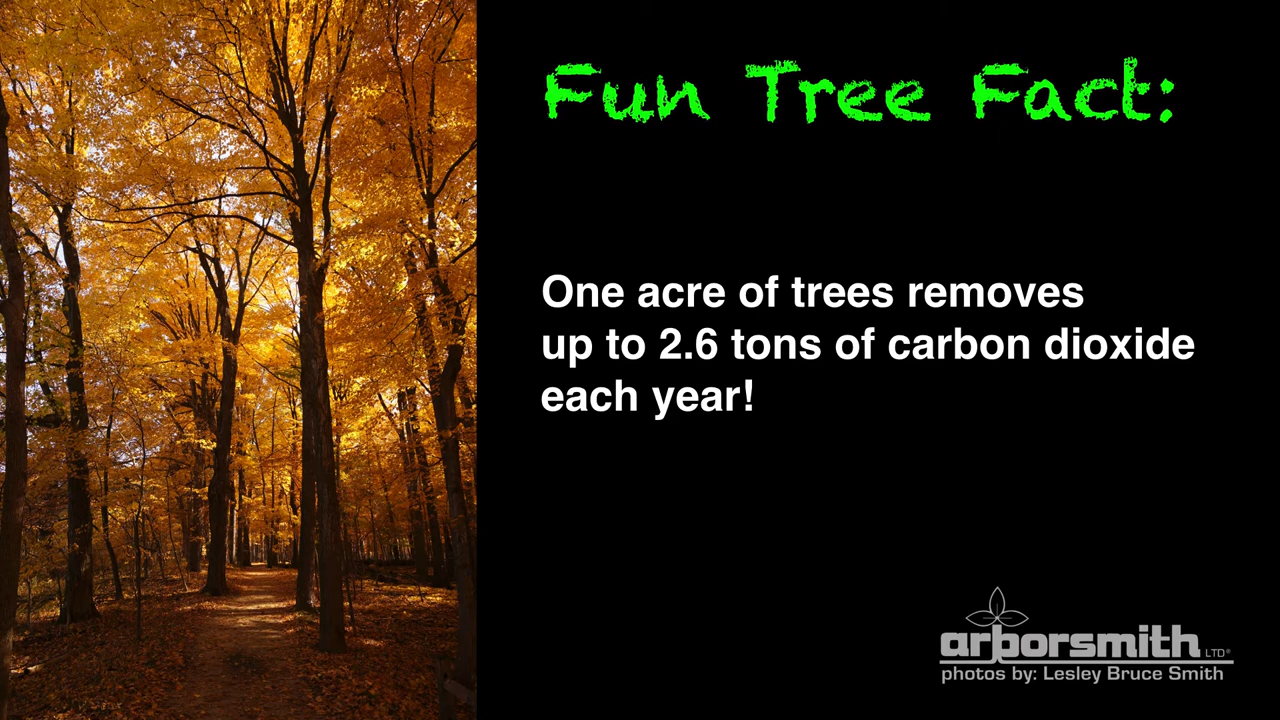 Fun Tree Fact:
One acre of trees removes
up to 2.6 tons of carbon dioxide
each year!
arborsmith LTD®
photos by: Lesley Bruce Smith